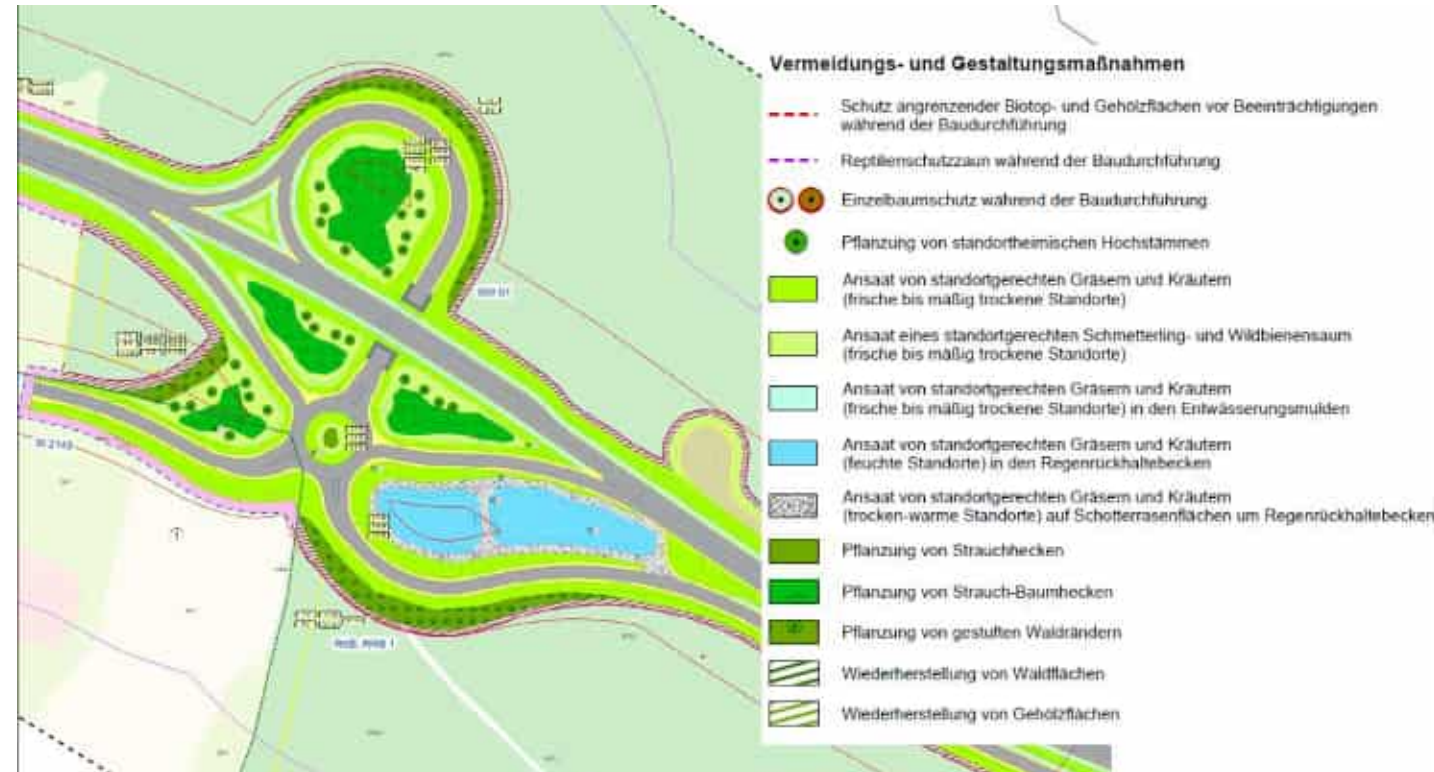 Vermeidungs- und Gestaltungsmaßnahmen
Schutz angrenzender Biotop- und Gehölzflächen vor Beeinträchtigungen
während der Baudurchführung
Reptilienschutzzaun während der Baudurchführung
Einzelbaumschutz während der Baudurchführung
Pflanzung von standortheimischen Hochstämmen
Ansaat von standortgerechten Gräsern und Kräutern
(frische bis mäßig trockene Standorte)
Ansaat eines standortgerechten Schmetterling- und Wildbienensaum
(frische bis mäßig trockene Standorte)
Ansaat von standortgerechten Gräsern und Kräutern
(frische bis mäßig trockene Standorte) in den Entwässerungsmulden
Ansaat von standortgerechten Gräsern und Kräutern
(feuchte Standorte) in den Regenrückhaltebecken
Ansaat von standortgerechten Gräsern und Kräutern
(trocken-warme Standorte) auf Schotterrasenflächen um Regenrückhaltebecken
Pflanzung von Strauchhecken
Pflanzung von Strauch-Baumhecken
Pflanzung von gestuften Waldrändern
Wiederherstellung von Waldflächen
Wiederherstellung von Gehölzflächen